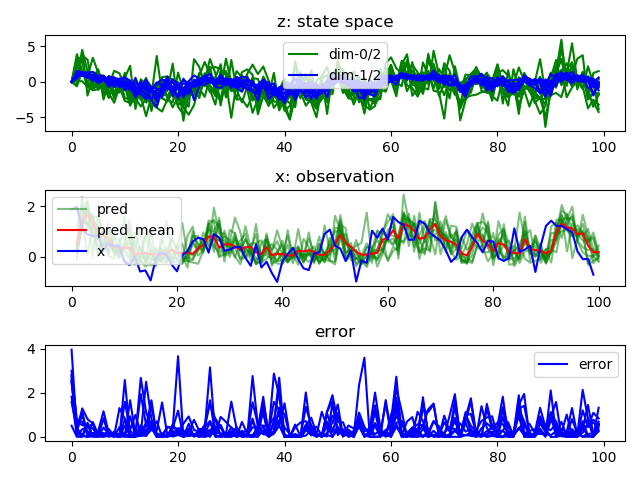 z: state space
5
0
−5
dim-0/2
dim-1/2
0 20 40 60 80 100
x: observation
2
0
pred
pred_mean
x
0 20 40 60 80 100
error
4
2
0
error
0 20 40 60 80 100